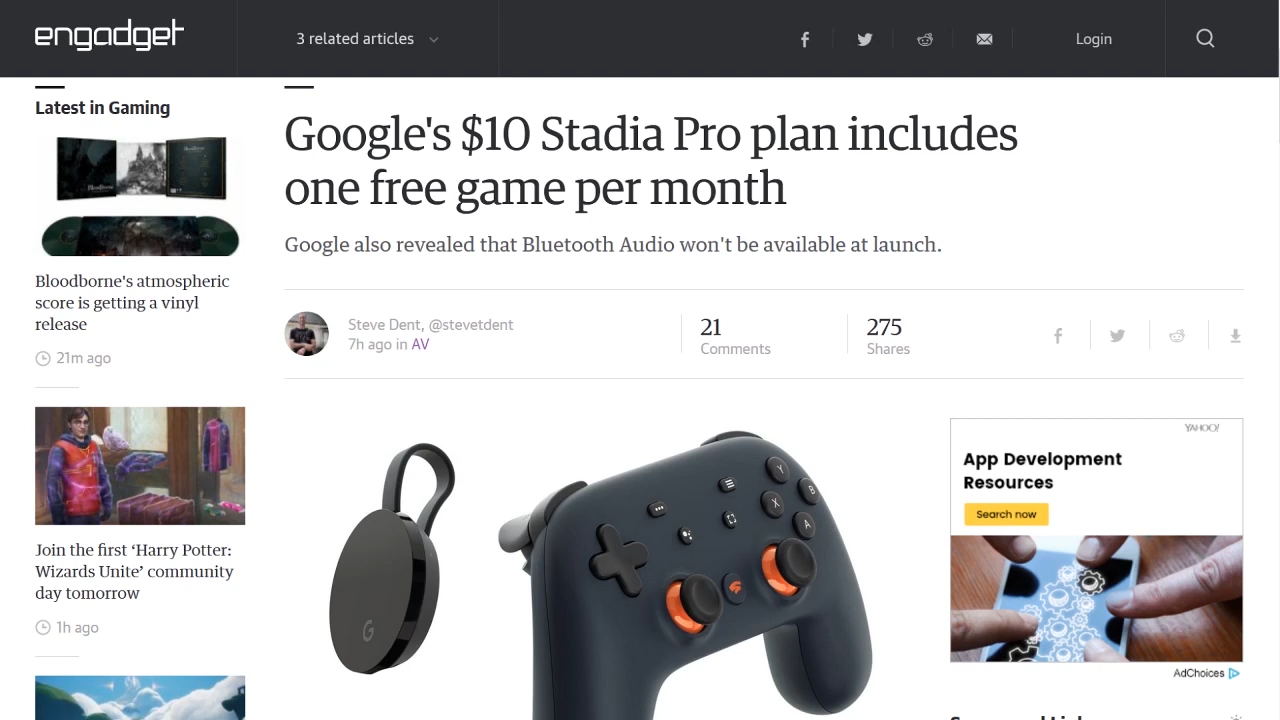 engadget
3 related articles
Login
Latest in Gaming
Bloodborne's atmospheric
score is getting a vinyl
release
21m ago
Join the first ‘Harry Potter:
Wizards Unite’ community
day tomorrow
1h ago
Google's $10 Stadia Pro plan includes
one free game per month
Google also revealed that Bluetooth Audio won't be available at launch.
Steve Dent, @stevetdent
7h ago in AV
21
Comments
275
Shares
Y
B
X
A
G
YAHOO!
App Development
Resources
Search now
AdChoices